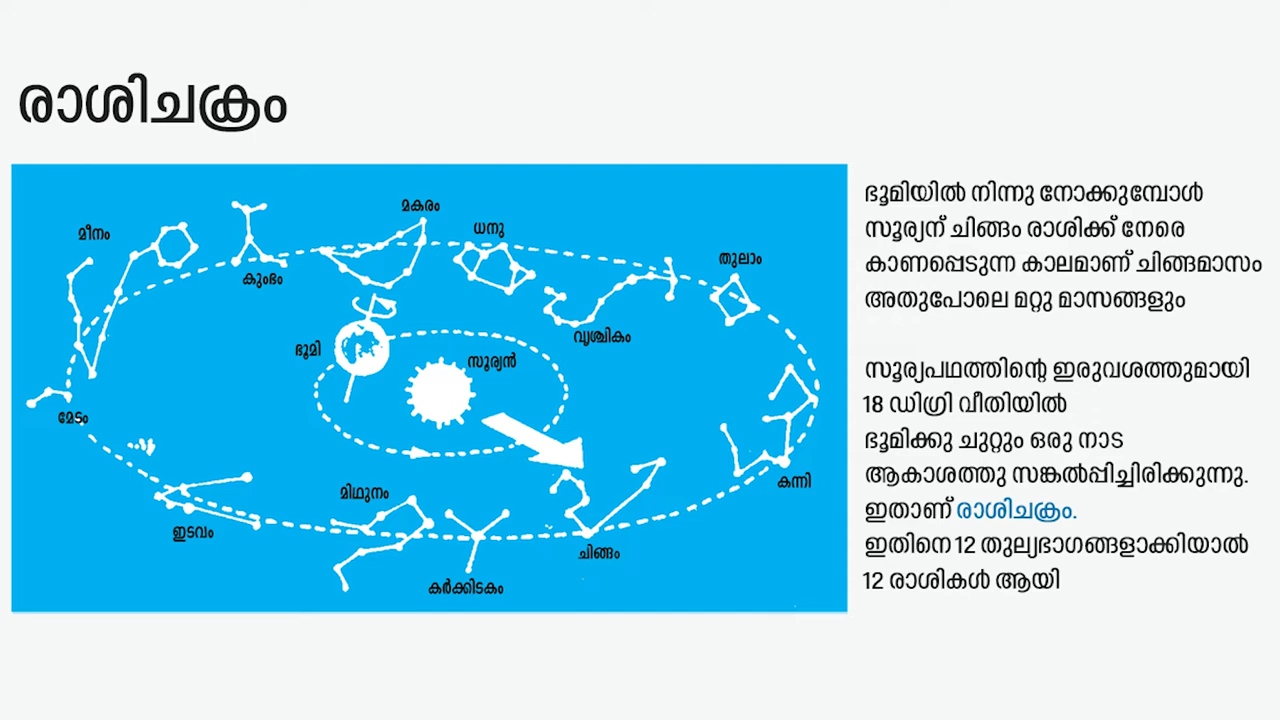 രാശിചക്രം
മകരം
ധനു
മീനം
തുലാം
കുംഭം
വൃശ്ചികം
ഭൂമി
സൂര്യൻ
മേടം
കന്നി
മിഥുനം
ഇടവം
ചിങ്ങം
കർക്കിടകം
ഭൂമിയിൽ നിന്നു നോക്കുമ്പോൾ
സൂര്യന് ചിങ്ങം രാശിക്ക് നേരെ
കാണപ്പെടുന്ന കാലമാണ് ചിങ്ങമാസം
അതുപോലെ മറ്റു മാസങ്ങളും
സൂര്യപഥത്തിന്റെ ഇരുവശത്തുമായി
18 ഡിഗ്രി വീതിയിൽ
ഭൂമിക്കു ചുറ്റും ഒരു നാട
ആകാശത്തു സങ്കൽപ്പിച്ചിരിക്കുന്നു.
ഇതാണ് രാശിചക്രം.
ഇതിനെ 12 തുല്യഭാഗങ്ങളാക്കിയാൽ
12 രാശികൾ ആയി